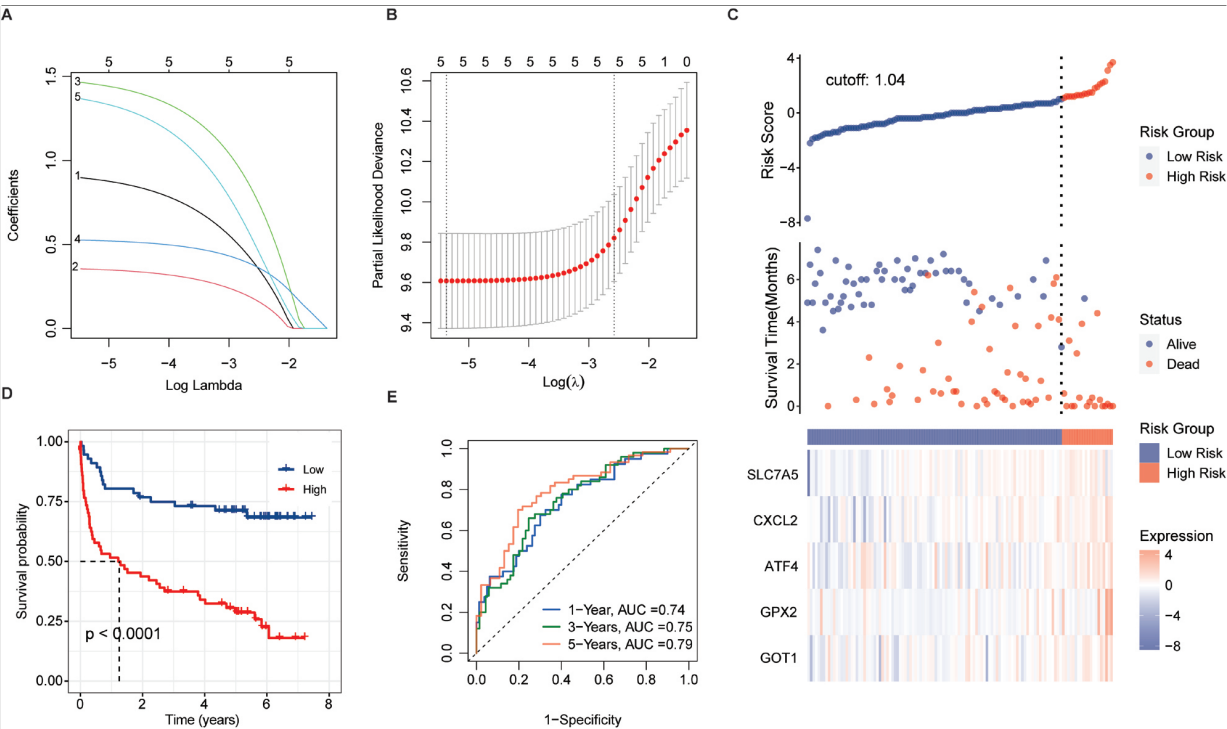 A
5 5 5 5
1.5
1.0
0.5
0.0
Coefficients
3
5
1
4
2
−5 −4 −3 −2
Log Lambda
B
5 5 5 5 5 5 5 5 5 1 0
10.6
10.4
10.2
10.0
9.8
9.6
9.4
Partial Likelihood Deviance
−5 −4 −3 −2
Log(λ)
C
4
0
−4
−8
Risk Score
cutoff: 1.04
Risk Group
Low Risk
High Risk
6
4
2
0
Survival Time(Months)
Status
Alive
Dead
Risk Group
Low Risk
High Risk
SLC7A5
CXCL2
ATF4
GPX2
GOT1
Expression
4
0
−4
−8
D
1.00
0.75
0.50
0.25
0.00
Survival probability
Low
High
p < 0.0001
0 2 4 6 8
Time (years)
E
1.0
0.8
0.6
0.4
0.2
0.0
Sensitivity
1−Year, AUC =0.74
3−Years, AUC =0.75
5−Years, AUC =0.79
0.0 0.2 0.4 0.6 0.8 1.0
1−Specificity